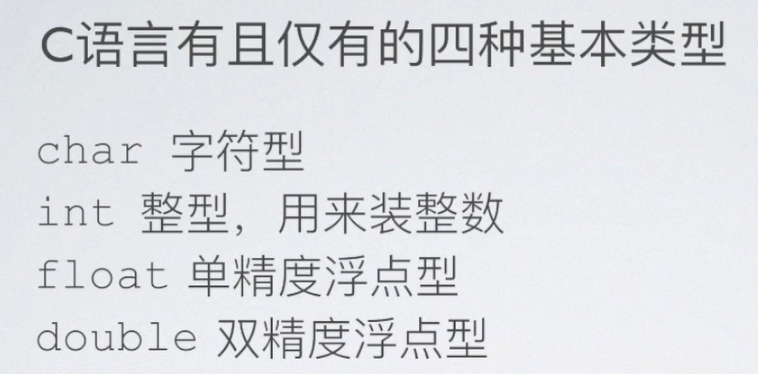 C语言有且仅有的四种基本类型
char 字符型
int 整型，用来装整数
float 单精度浮点型
double 双精度浮点型